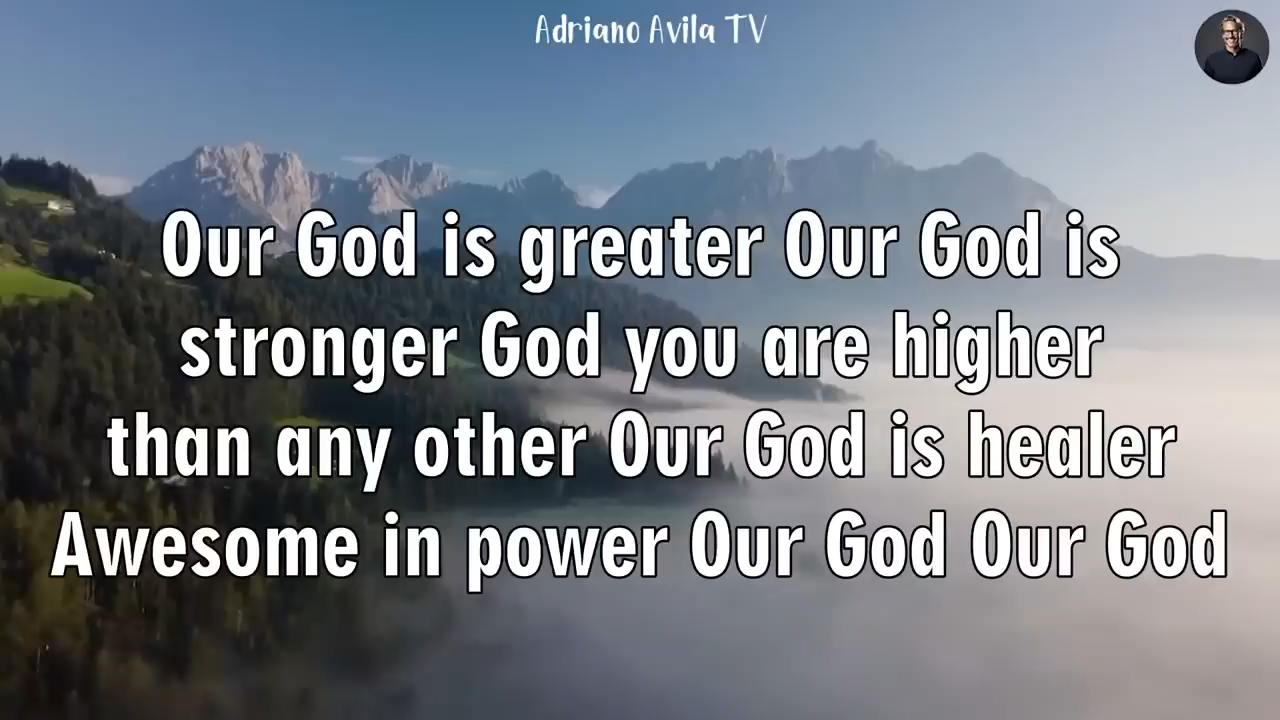 Adriano Avila TV
Our God is greater Our God is
stronger God you are higher
than any other Our God is healer
Awesome in power Our God Our God